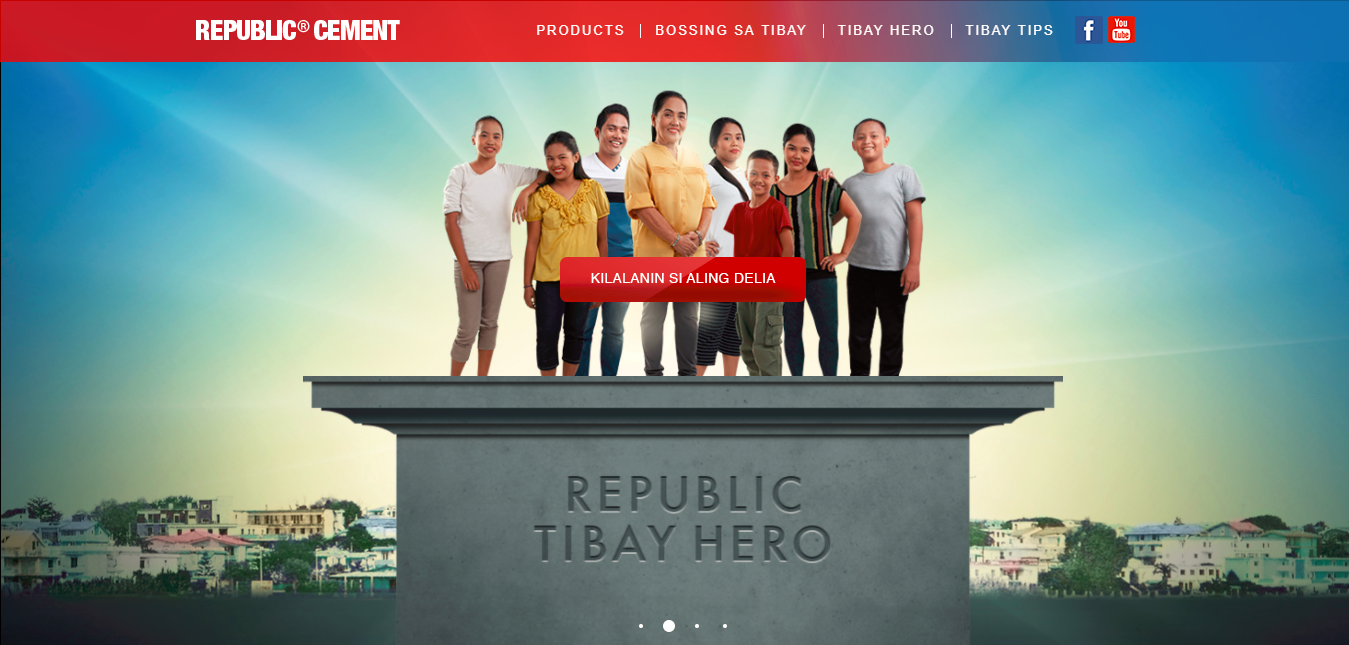 REPUBLIC® CEMENT
PRODUCTS
BOSSING SA TIBAY
TIBAY HERO
TIBAY TIPS
f
You
Tube
KILALANIN SI ALING DELIA
REPUBLIC
TIBAY HERO